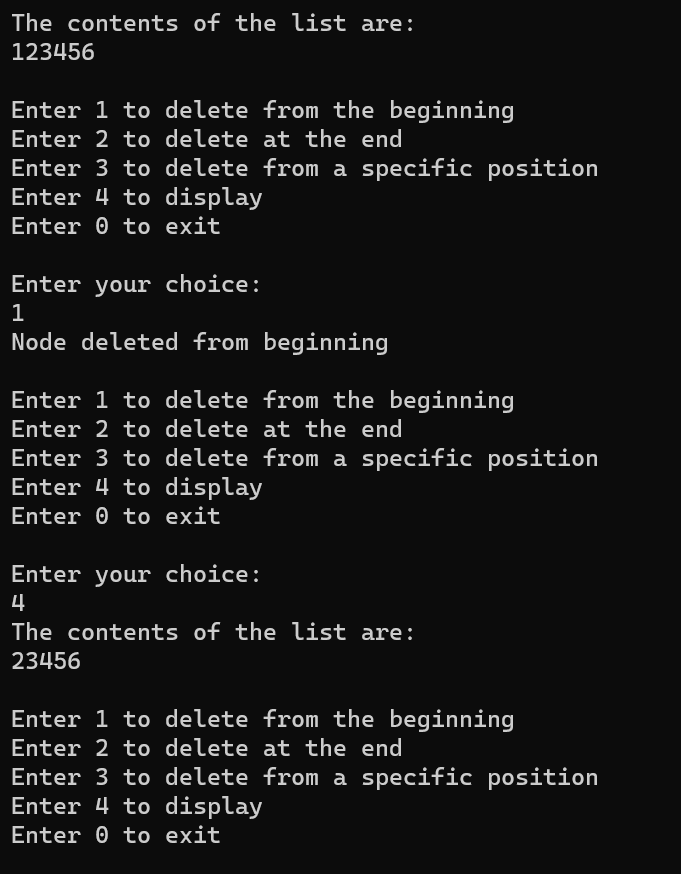 The contents of the list are:
123456
Enter 1 to delete from the beginning
Enter 2 to delete at the end
Enter 3 to delete from a specific position
Enter 4 to display
Enter 0 to exit
Enter your choice:
1
Node deleted from beginning
Enter 1 to delete from the beginning
Enter 2 to delete at the end
Enter 3 to delete from a specific position
Enter 4 to display
Enter 0 to exit
Enter your choice:
4
The contents of the list are:
23456
Enter 1 to delete from the beginning
Enter 2 to delete at the end
Enter 3 to delete from a specific position
Enter 4 to display
Enter 0 to exit